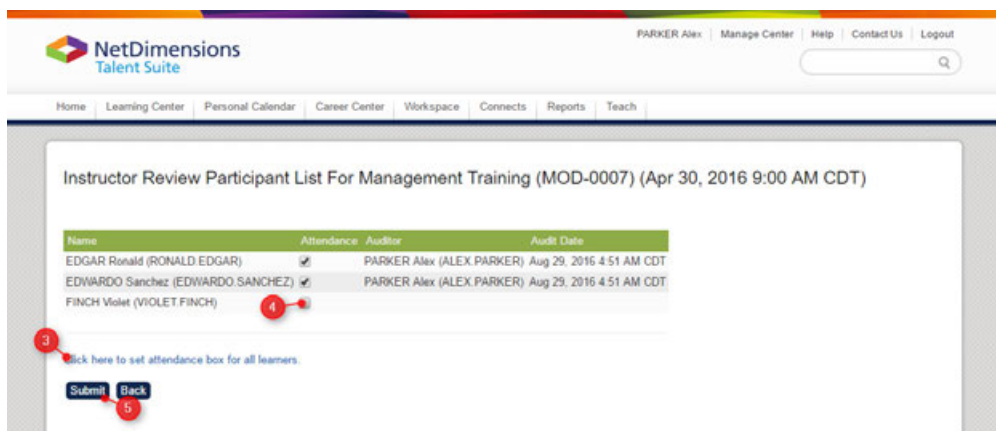 NetDimensions
Talent Suite
PARKER Alex Manage Center Help Contact Us Logout
Home Learning Center Personal Calendar Career Center Workspace Connects Reports Teach
Instructor Review Participant List For Management Training (MOD-0007) (Apr 30, 2016 9:00 AM CDT)
Name Attendance Auditor Audit Date
EDGAR Ronald (RONALD.EDGAR) PARKER Alex (ALEX.PARKER) Aug 29, 2016 4:51 AM CDT
EDWARDO Sanchez (EDWARDO.SANCHEZ) PARKER Alex (ALEX.PARKER) Aug 29, 2016 4:51 AM CDT
FINCH Violet (VIOLET.FINCH) 4
3
Click here to set attendance box for all learners.
Submit Back
5